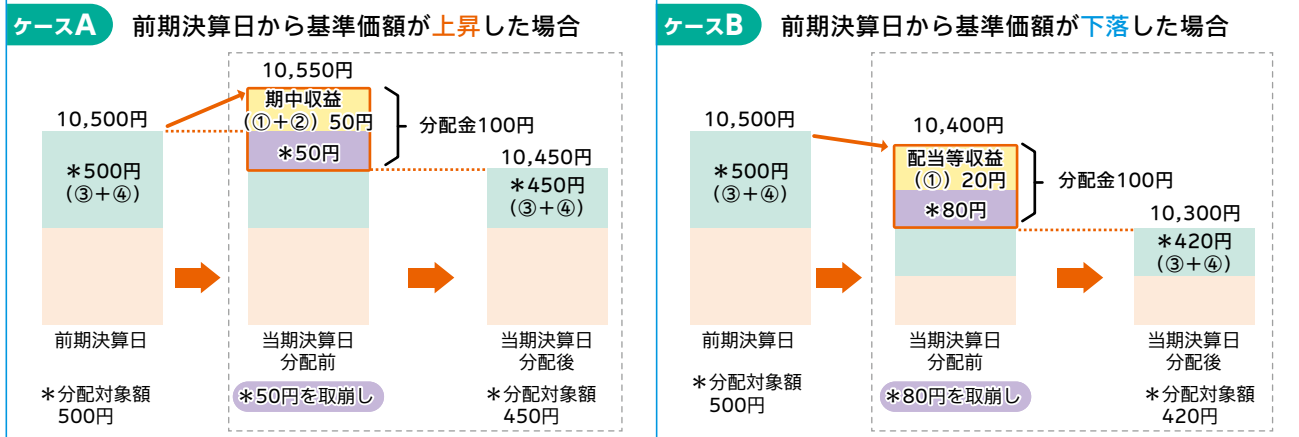 ケースA 前期決算日から基準価額が上昇した場合
10,500円
*500円
(③+④)
前期決算日
*分配対象額
500円
10,550円
期中収益
(①+②) 50円
*50円
分配金100円
当期決算日
分配前
*50円を取崩し
10,450円
*450円
(③+④)
当期決算日
分配後
*分配対象額
450円
ケースB 前期決算日から基準価額が下落した場合
10,500円
*500円
(③+④)
前期決算日
*分配対象額
500円
10,400円
配当等収益
(①) 20円
*80円
分配金100円
当期決算日
分配前
*80円を取崩し
10,300円
*420円
(③+④)
当期決算日
分配後
*分配対象額
420円